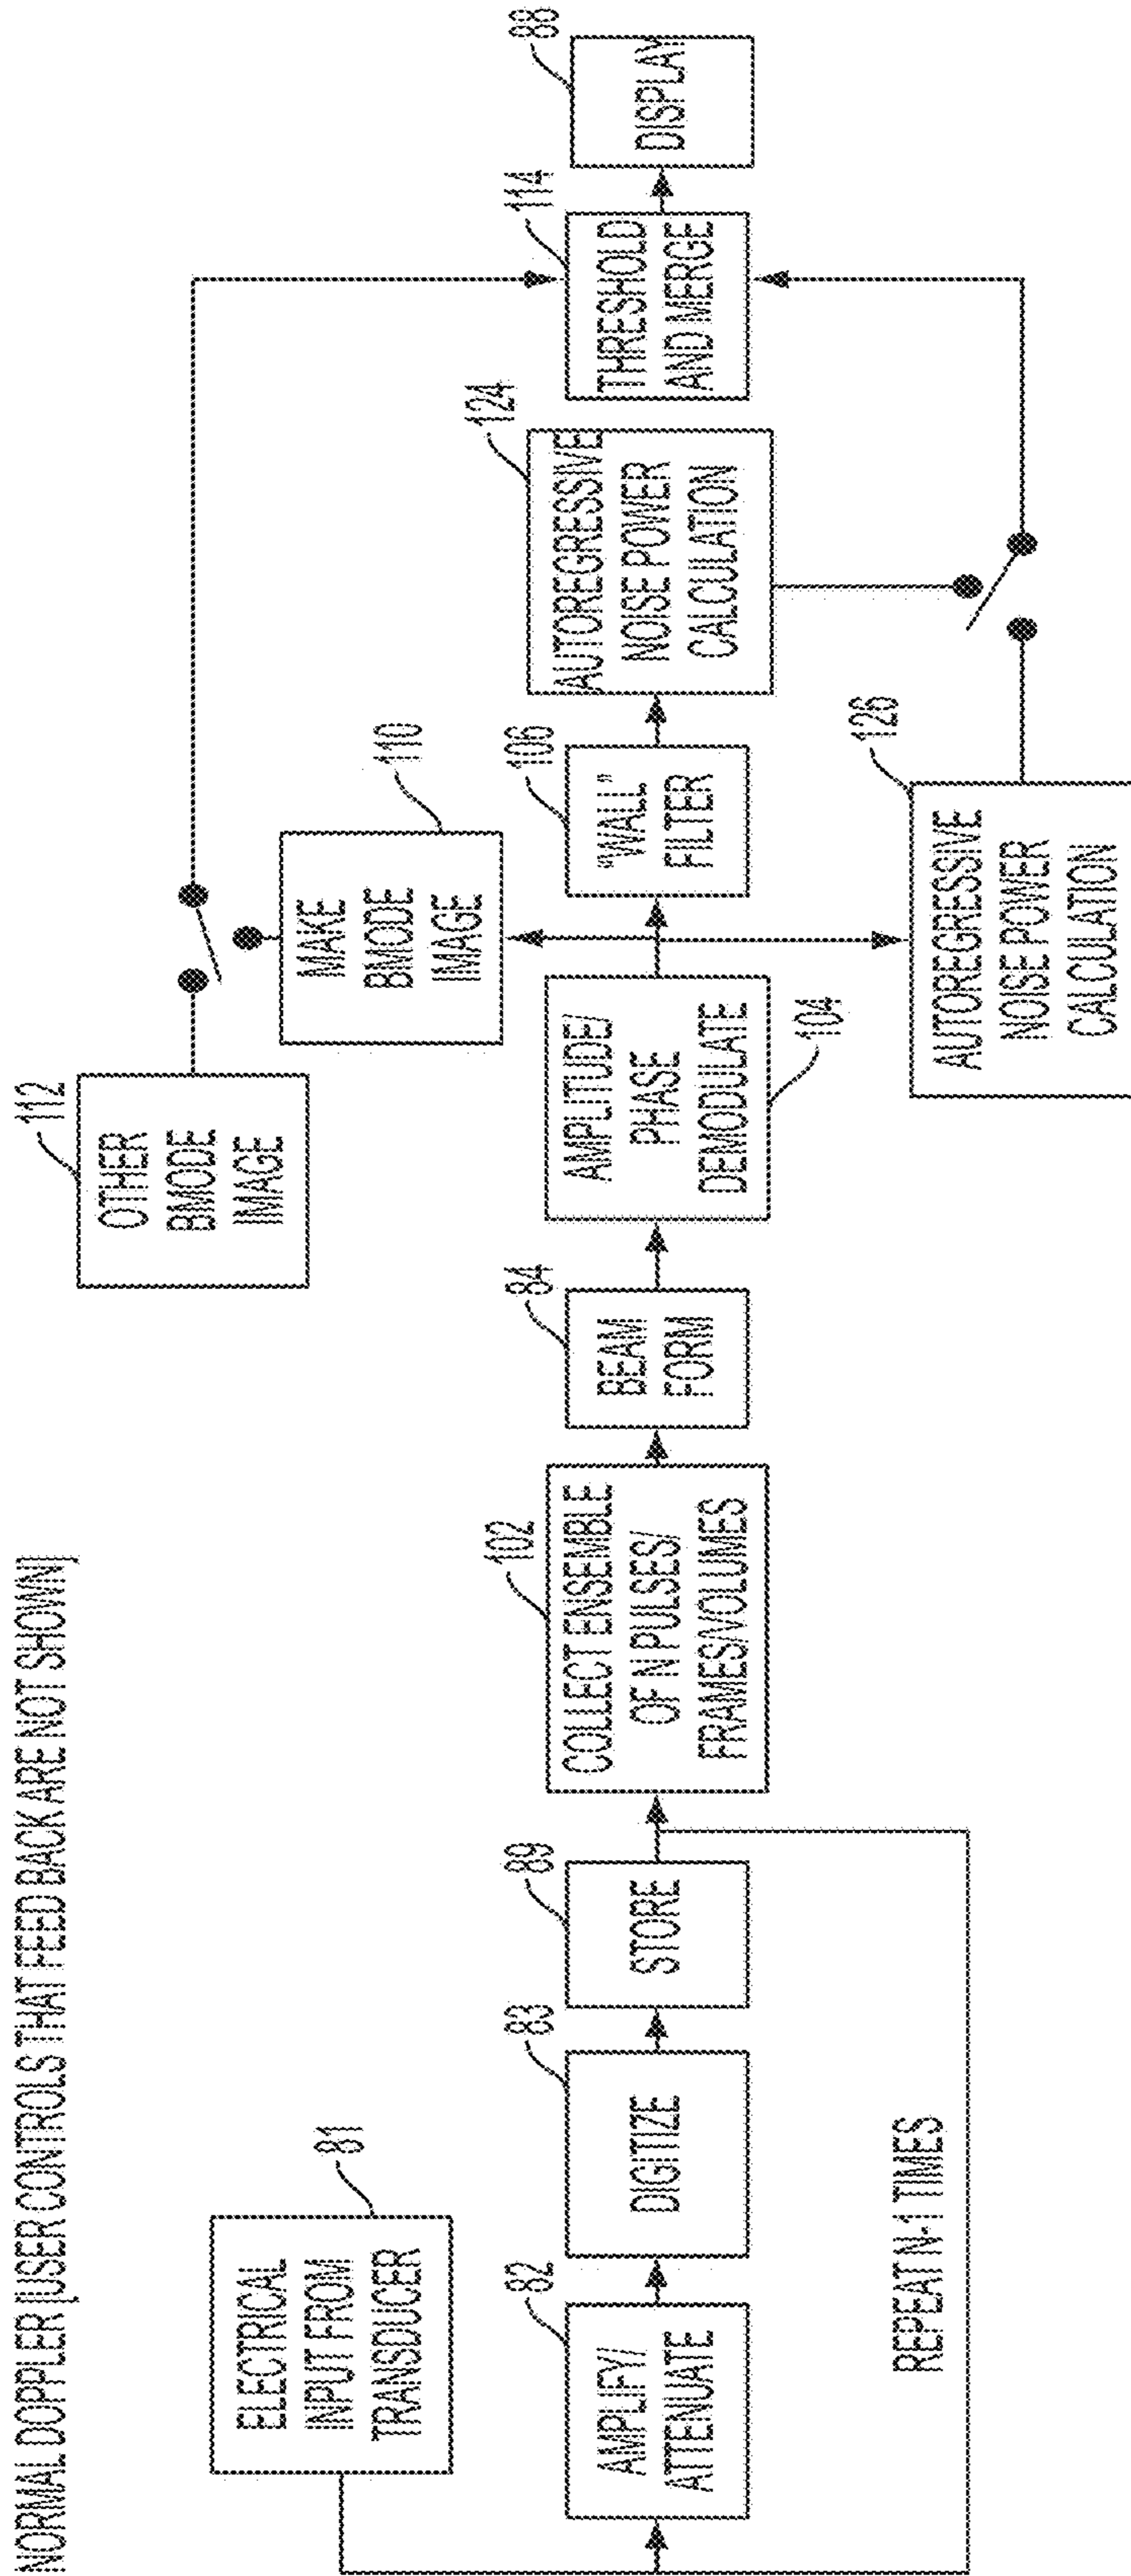 NORMAL DOPPLER [USER CONTROLS THAT FEED BACK ARE NOT SHOWN]
ELECTRICAL
INPUT FROM
TRANSDUCER
81
AMPLIFY/
ATTENUATE
82
DIGITIZE
83
STORE
89
REPEAT N-1 TIMES
COLLECT ENSEMBLE
OF N PULSES/
FRAMES/VOLUMES
102
BEAM
FORM
84
AMPLITUDE/
PHASE
DEMODULATE
104
OTHER
BMODE
IMAGE
112
MAKE
BMODE
IMAGE
110
"WALL"
FILTER
106
AUTOREGRESSIVE
NOISE POWER
CALCULATION
126
AUTOREGRESSIVE
NOISE POWER
CALCULATION
124
THRESHOLD
AND MERGE
114
DISPLAY
88